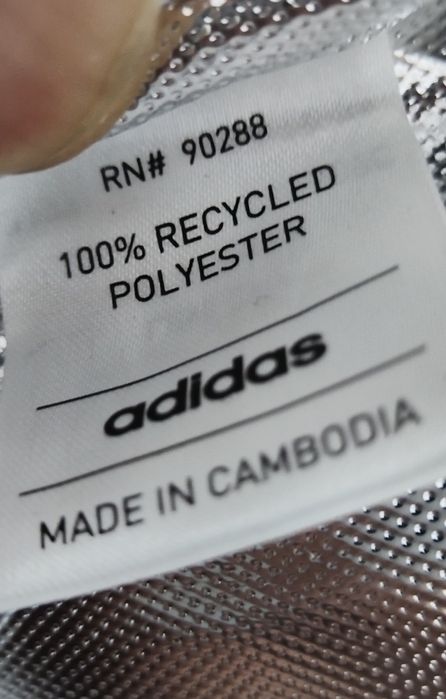 RN# 90288
100% RECYCLED
POLYESTER
adidas
MADE IN CAMBODIA